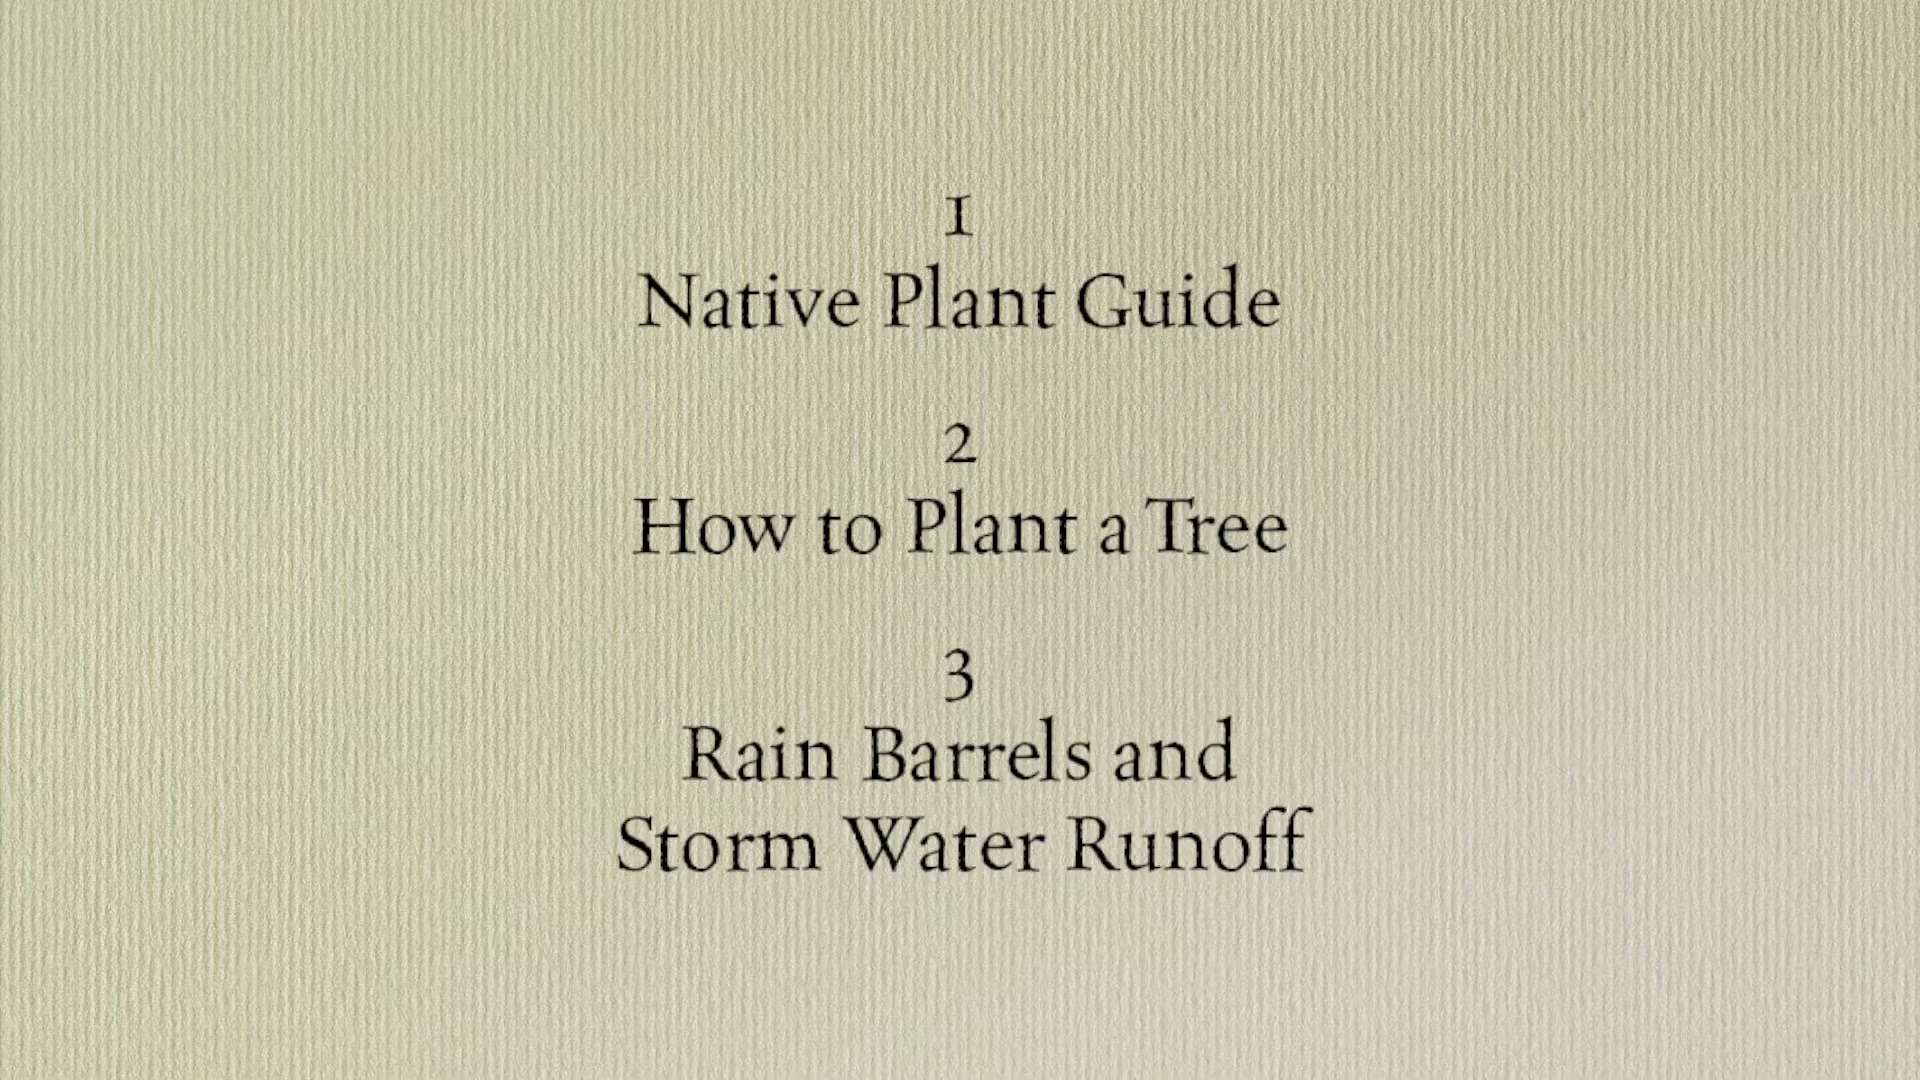 1
Native Plant Guide
2
How to Plant a Tree
3
Rain Barrels and
Storm Water Runoff